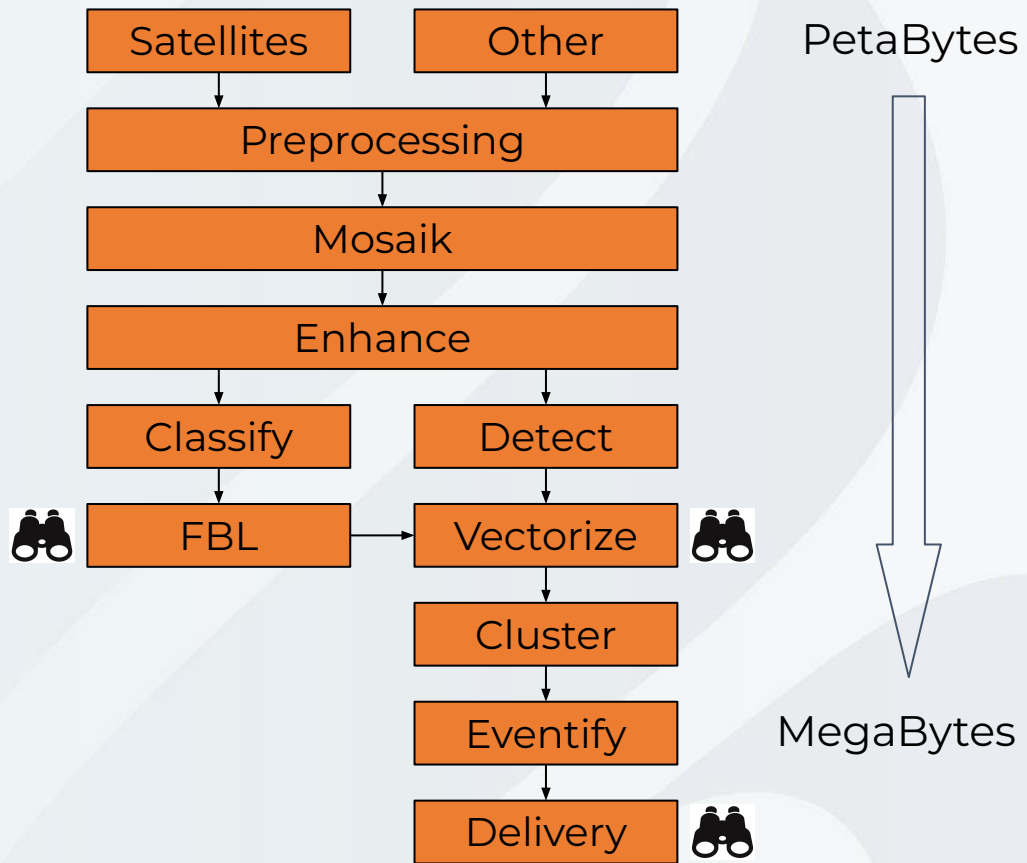 Satellites
Other
PetaBytes
Preprocessing
Mosaik
Enhance
Classify
Detect
FBL
Vectorize
Cluster
Eventify
MegaBytes
Delivery